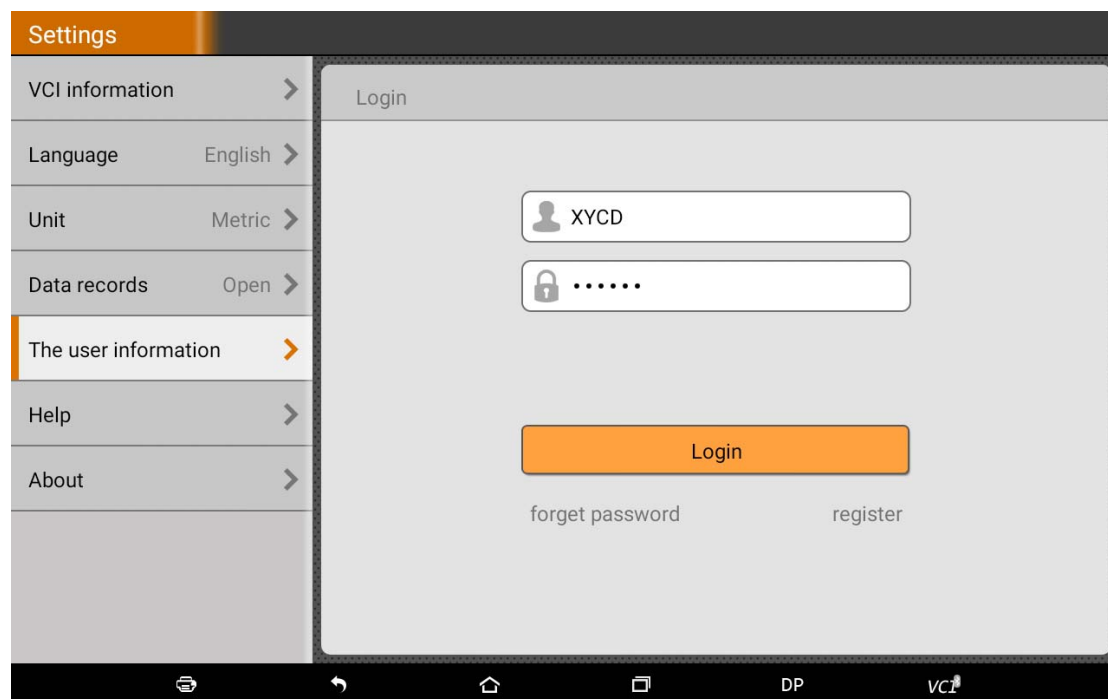 Settings
VCI information
Language English
Unit Metric
Data records Open
The user information
Help
About
Login
XYCD
••••••
Login
forget password register
DP VCI